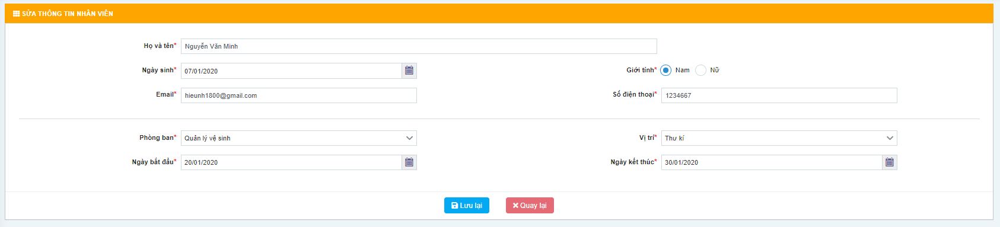 SỬA THÔNG TIN NHÂN VIÊN
Họ và tên* Nguyễn Văn Minh
Ngày sinh* 07/01/2020 Giới tính* Nam Nữ
Email* hieunh1800@gmail.com Số điện thoại* 1234667
Phòng ban* Quản lý vệ sinh Vị trí* Thư kí
Ngày bắt đầu* 20/01/2020 Ngày kết thúc* 30/01/2020
Lưu lại Quay lại